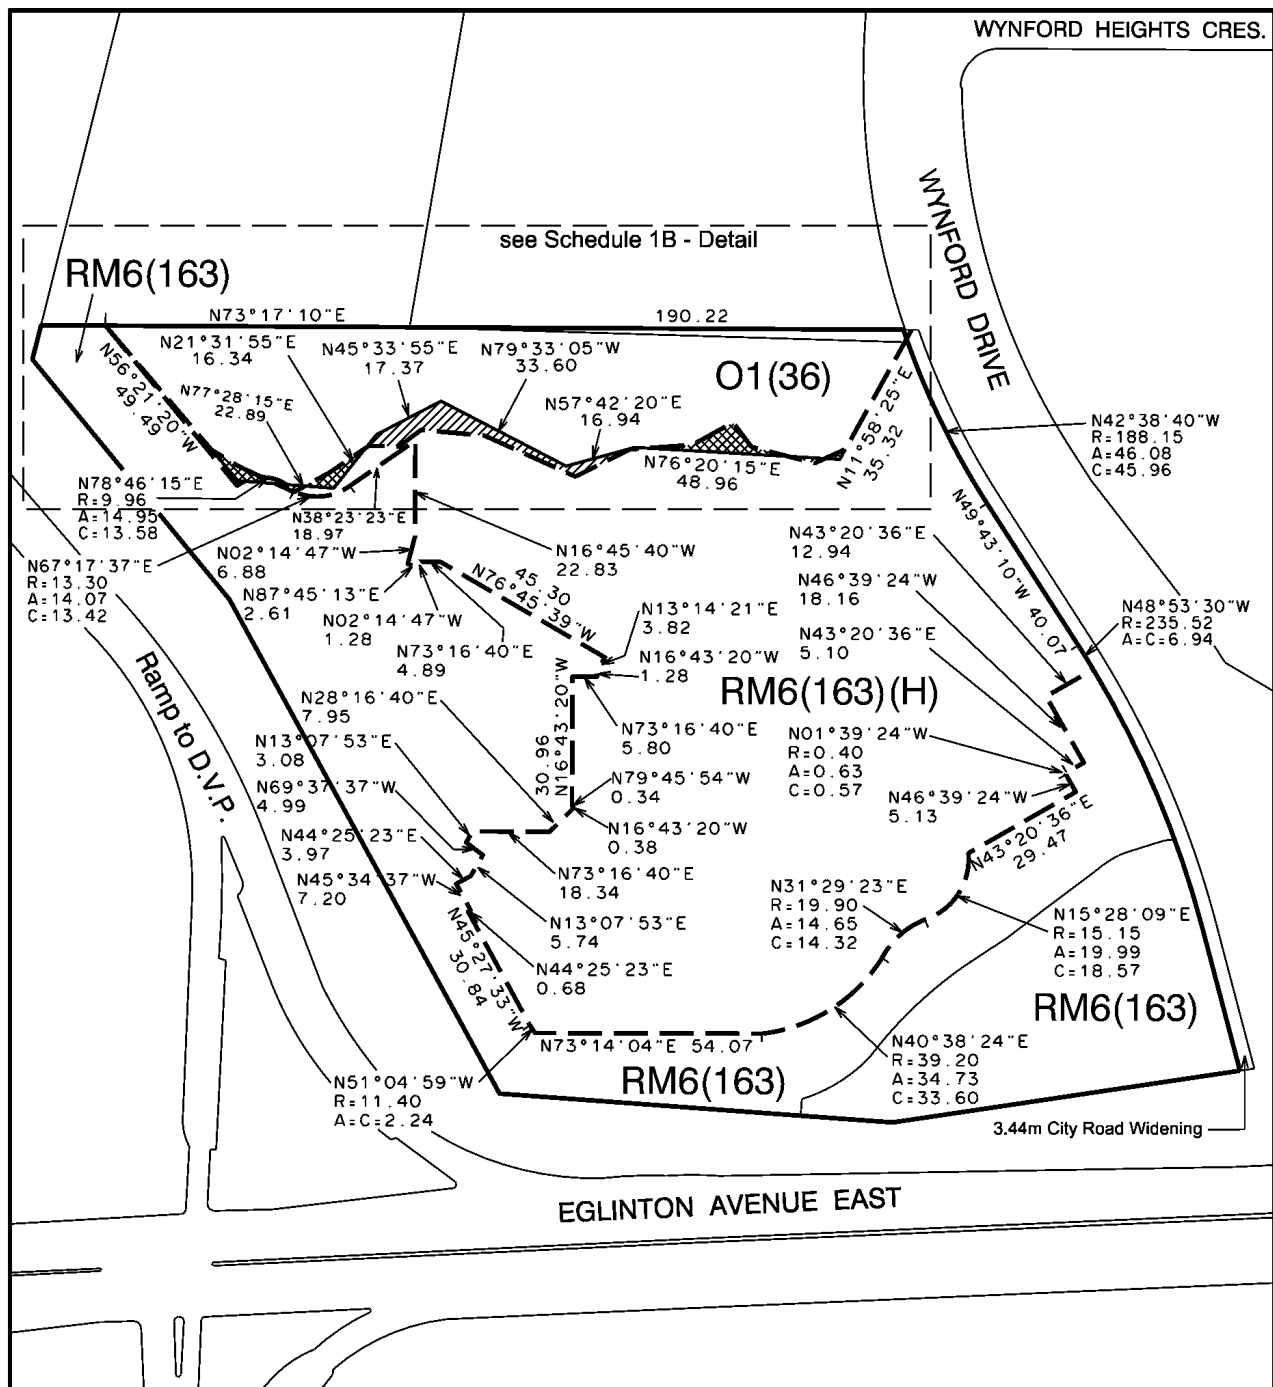 WYNFORD HEIGHTS CRES.
WYNFORD DRIVE
see Schedule 1B - Detail
RM6(163)
N73°17'10"E
190.22
N21°31'55"E
16.34
N45°33'55"E
17.37
N79°33'05"W
33.60
O1(36)
N56°21'20"W
49.49
N77°28'15"E
22.89
N57°42'20"E
16.94
N11°58'25"E
35.32
N42°38'40"W
R=188.15
A=46.08
C=45.96
N76°20'15"E
48.96
N78°46'15"E
R=9.96
A=14.95
C=13.58
N38°23'23"E
18.97
N49°43'10"W 40.07
N67°17'37"E
R=13.30
A=14.07
C=13.42
N02°14'47"W
6.88
N16°45'40"W
22.83
N43°20'36"E
12.94
N87°45'13"E
2.61
45.30
N76°45'39"W
N46°39'24"W
18.16
N02°14'47"W
1.28
N13°14'21"E
3.82
N48°53'30"W
R=235.52
A=C=6.94
N73°16'40"E
4.89
N16°43'20"W
1.28
N43°20'36"E
5.10
Ramp to D.V.P.
N28°16'40"E
7.95
RM6(163)(H)
30.96
N16°43'20"W
N73°16'40"E
5.80
N01°39'24"W
R=0.40
A=0.63
C=0.57
N13°07'53"E
3.08
N79°45'54"W
0.34
N69°37'37"W
4.99
N46°39'24"W
5.13
N16°43'20"W
0.38
N44°25'23"E
3.97
N43°20'36"E
29.47
N73°16'40"E
18.34
N45°34'37"W
7.20
N31°29'23"E
R=19.90
A=14.65
C=14.32
N13°07'53"E
5.74
N15°28'09"E
R=15.15
A=19.99
C=18.57
N45°27'33"W
30.84
N44°25'23"E
0.68
RM6(163)
N73°14'04"E 54.07
N40°38'24"E
R=39.20
A=34.73
C=33.60
N51°04'59"W
R=11.40
A=C=2.24
RM6(163)
3.44m City Road Widening
EGLINTON AVENUE EAST